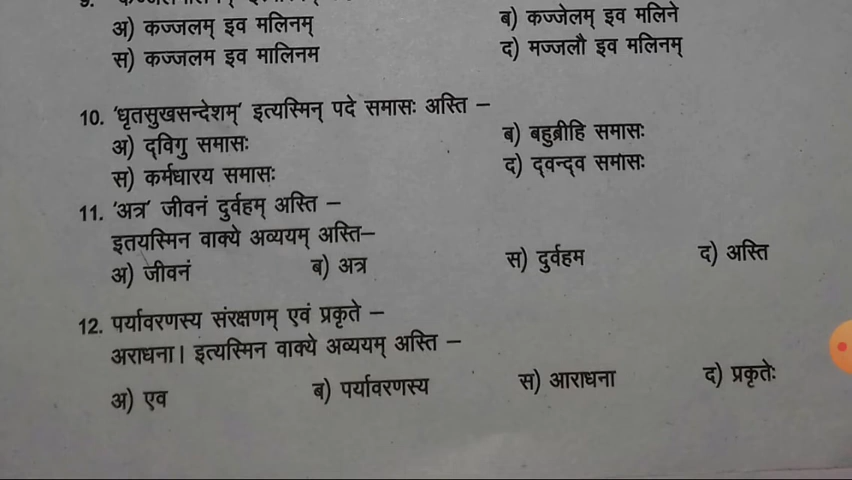 9.
अ) कज्जलम् इव मलिनम् ब) कज्जेलम् इव मलिने
स) कज्जलम इव मालिनम द) मज्जलौ इव मलिनम्
10. 'धृतसुखसन्देशम्' इत्यस्मिन् पदे समासः अस्ति –
अ) द्विगु समासः ब) बहुब्रीहि समासः
स) कर्मधारय समासः द) द्वन्द्व समासः
11. 'अत्र' जीवनं दुर्वहम् अस्ति –
इतयस्मिन वाक्ये अव्ययम् अस्ति–
अ) जीवनं ब) अत्र स) दुर्वहम द) अस्ति
12. पर्यावरणस्य संरक्षणम् एवं प्रकृते –
अराधना। इत्यस्मिन वाक्ये अव्ययम् अस्ति –
अ) एव ब) पर्यावरणस्य स) आराधना द) प्रकृतेः